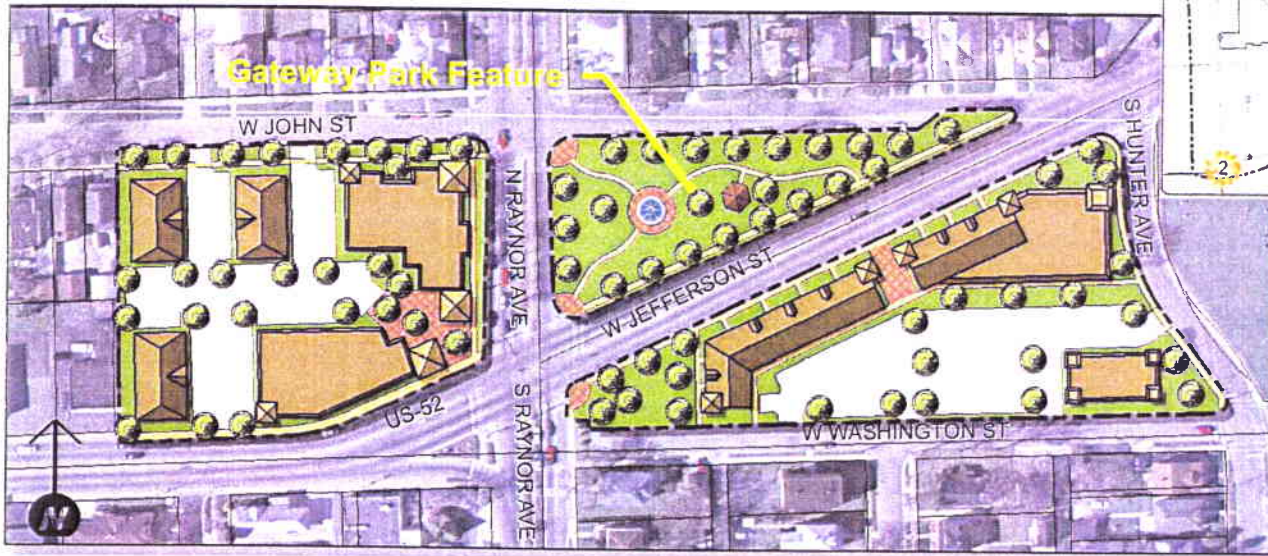 Gateway Park Feature
W JOHN ST
N RAYNOR AVE
S HUNTER AVE
2
W JEFFERSON ST
US-52
S RAYNOR AVE
W WASHINGTON ST
N